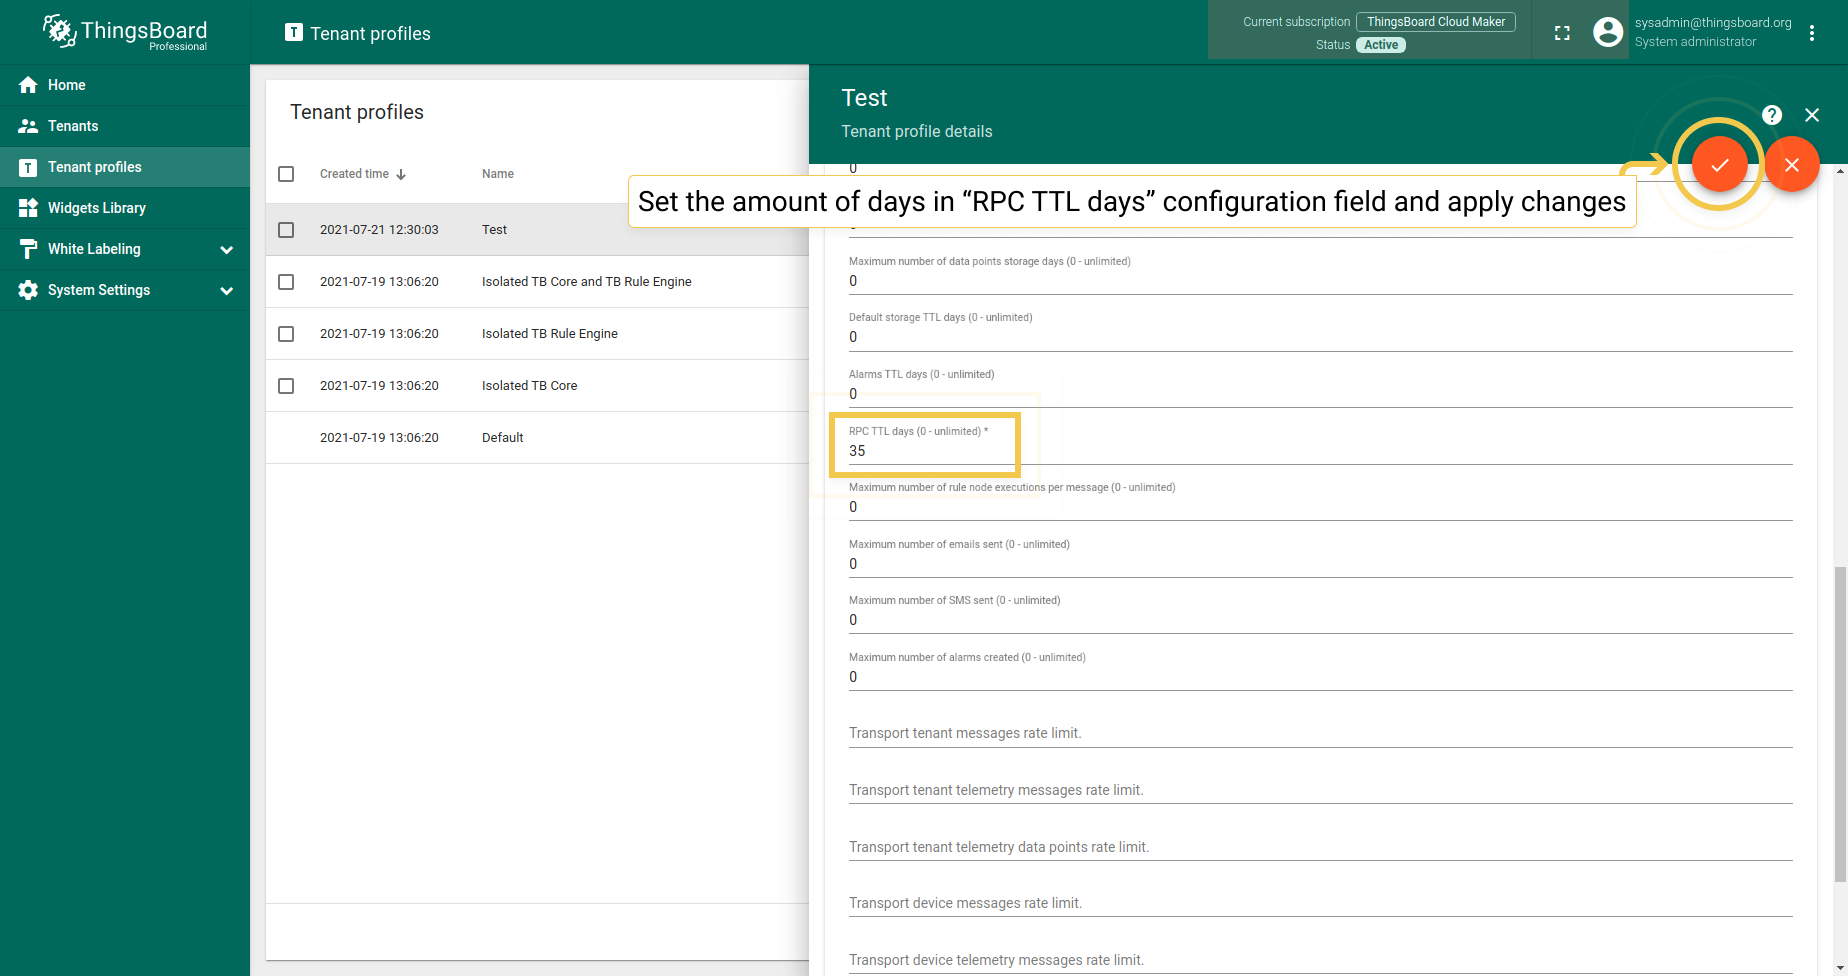 ThingsBoard
Professional
Tenant profiles
Current subscription ThingsBoard Cloud Maker
Status Active
sysadmin@thingsboard.org
System administrator
Home
Tenants
Tenant profiles
Widgets Library
White Labeling
System Settings
Tenant profiles
Created time Name
2021-07-21 12:30:03 Test
2021-07-19 13:06:20 Isolated TB Core and TB Rule Engine
2021-07-19 13:06:20 Isolated TB Rule Engine
2021-07-19 13:06:20 Isolated TB Core
2021-07-19 13:06:20 Default
Test
Tenant profile details
0
Set the amount of days in “RPC TTL days” configuration field and apply changes
Maximum number of data points storage days (0 - unlimited)
0
Default storage TTL days (0 - unlimited)
0
Alarms TTL days (0 - unlimited)
0
RPC TTL days (0 - unlimited) *
35
Maximum number of rule node executions per message (0 - unlimited)
0
Maximum number of emails sent (0 - unlimited)
0
Maximum number of SMS sent (0 - unlimited)
0
Maximum number of alarms created (0 - unlimited)
0
Transport tenant messages rate limit.
Transport tenant telemetry messages rate limit.
Transport tenant telemetry data points rate limit.
Transport device messages rate limit.
Transport device telemetry messages rate limit.